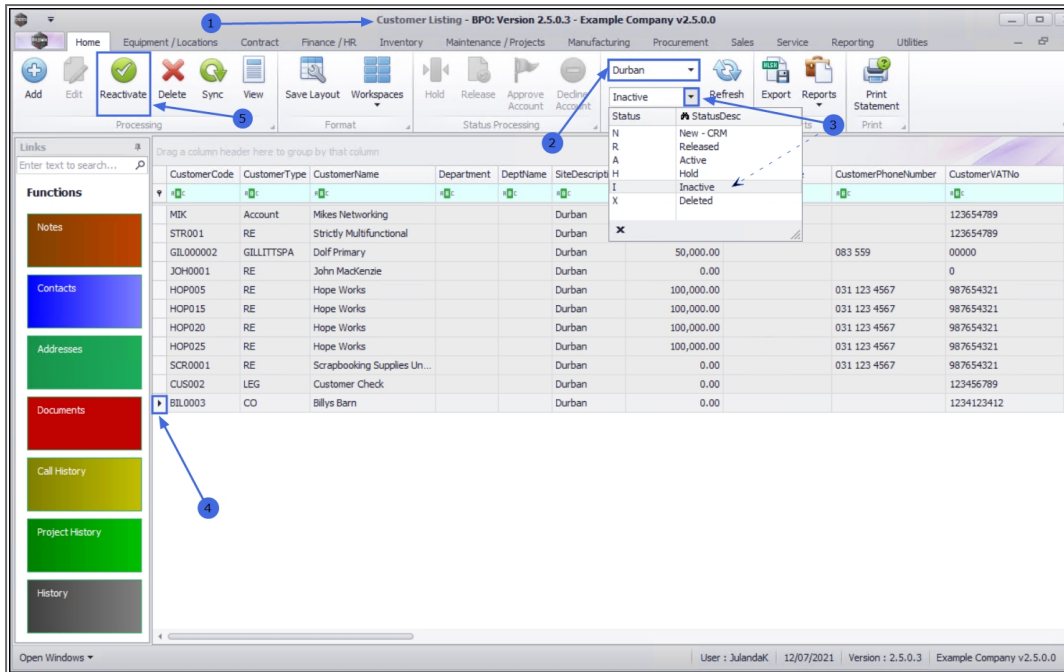 1
Customer Listing - BPO: Version 2.5.0.3 - Example Company v2.5.0.0
Home Equipment / Locations Contract Finance / HR Inventory Maintenance / Projects Manufacturing Procurement Sales Service Reporting Utilities
Add Edit Reactivate Delete Sync View Save Layout Workspaces Hold Release Approve Account Decline Account Durban Refresh Export Reports Print Statement
Inactive
5 2 3
Processing Format Status Processing ts Print
Status StatusDesc
N New - CRM
R Released
A Active
H Hold
I Inactive
X Deleted
Links
Enter text to search...
Functions
Notes
Contacts
Addresses
Documents
Call History
Project History
History
Drag a column header here to group by that column
CustomerCode CustomerType CustomerName Department DeptName SiteDescripti CustomerPhoneNumber CustomerVATNo
MIK Account Mikes Networking Durban 123654789
STR001 RE Strictly Multifunctional Durban 123654789
GIL000002 GILLITTSPA Dolf Primary Durban 50,000.00 083 559 00000
JOH0001 RE John MacKenzie Durban 0.00 0
HOP005 RE Hope Works Durban 100,000.00 031 123 4567 987654321
HOP015 RE Hope Works Durban 100,000.00 031 123 4567 987654321
HOP020 RE Hope Works Durban 100,000.00 031 123 4567 987654321
HOP025 RE Hope Works Durban 100,000.00 031 123 4567 987654321
SCR0001 RE Scrapbooking Supplies Un... Durban 0.00 031 123 4567 987654321
CUS002 LEG Customer Check Durban 0.00 123456789
BIL0003 CO Billys Barn Durban 0.00 1234123412
4
Open Windows User : JulandaK 12/07/2021 Version : 2.5.0.3 Example Company v2.5.0.0